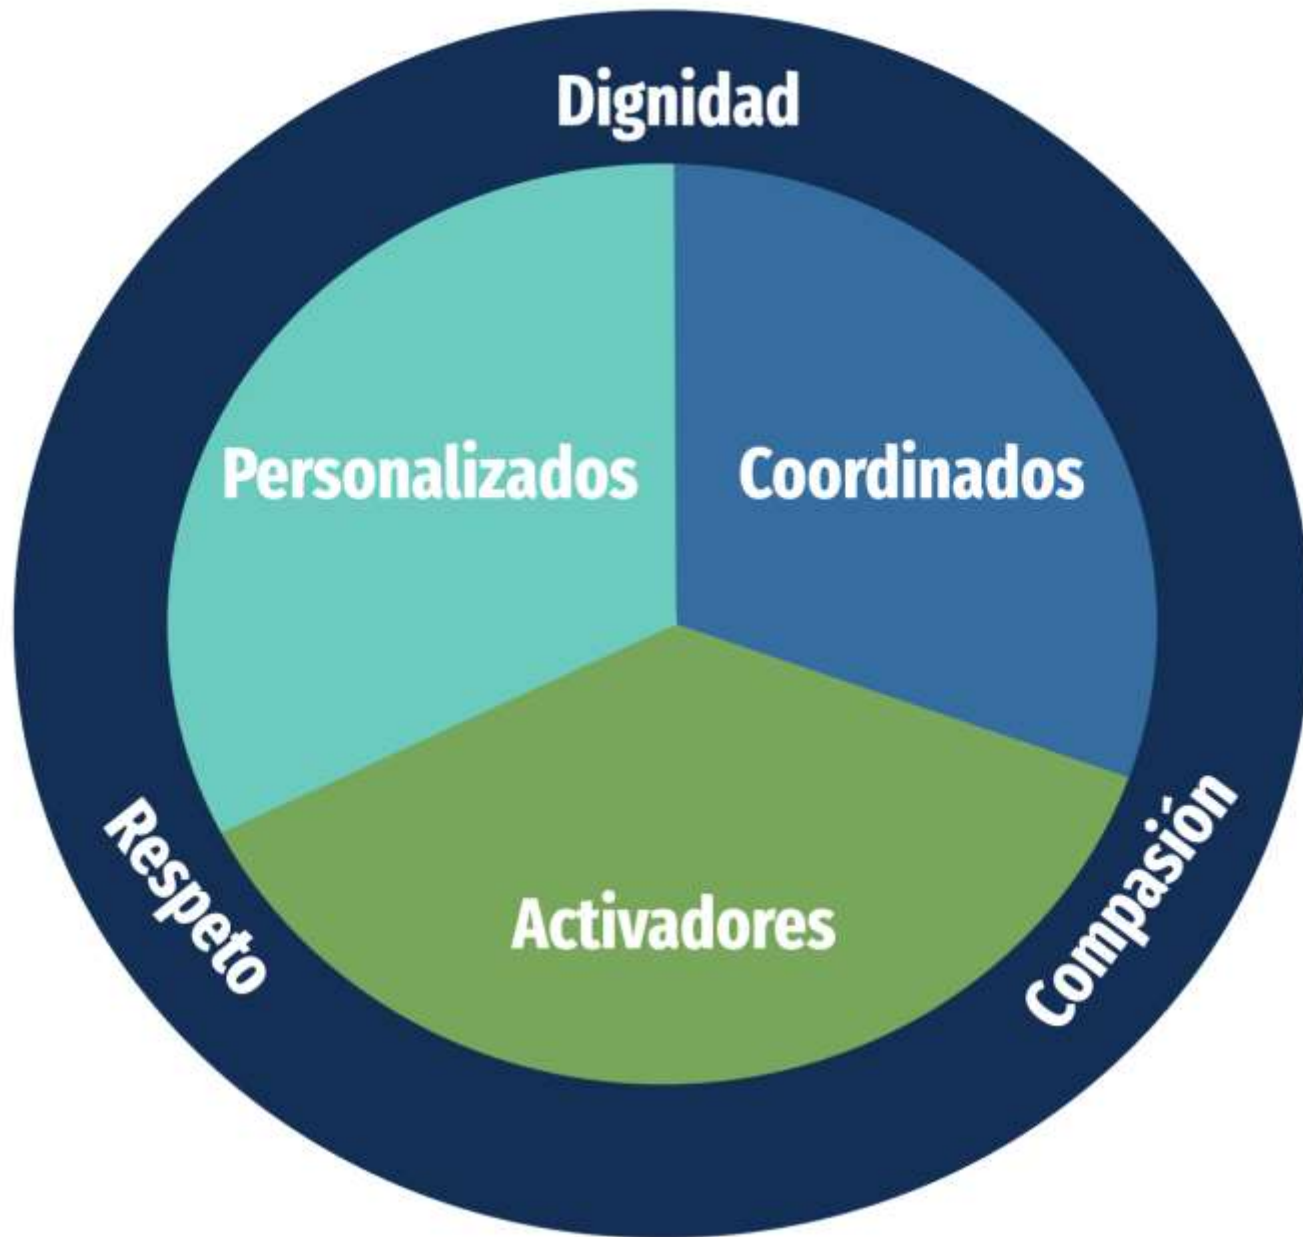 Dignidad
Personalizados
Coordinados
Activadores
Respeto
Compasión